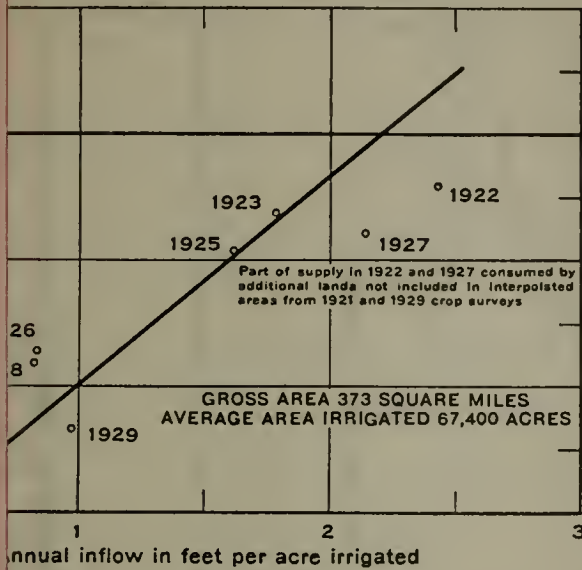 1923
1922
1925
1927
Part of supply in 1922 and 1927 consumed by
additional landa not included in interpolated
areas from 1921 and 1929 crop surveys
26
8
GROSS AREA 373 SQUARE MILES
AVERAGE AREA IRRIGATED 67,400 ACRES
1929
1 2 3
nnual inflow in feet per acre irrigated